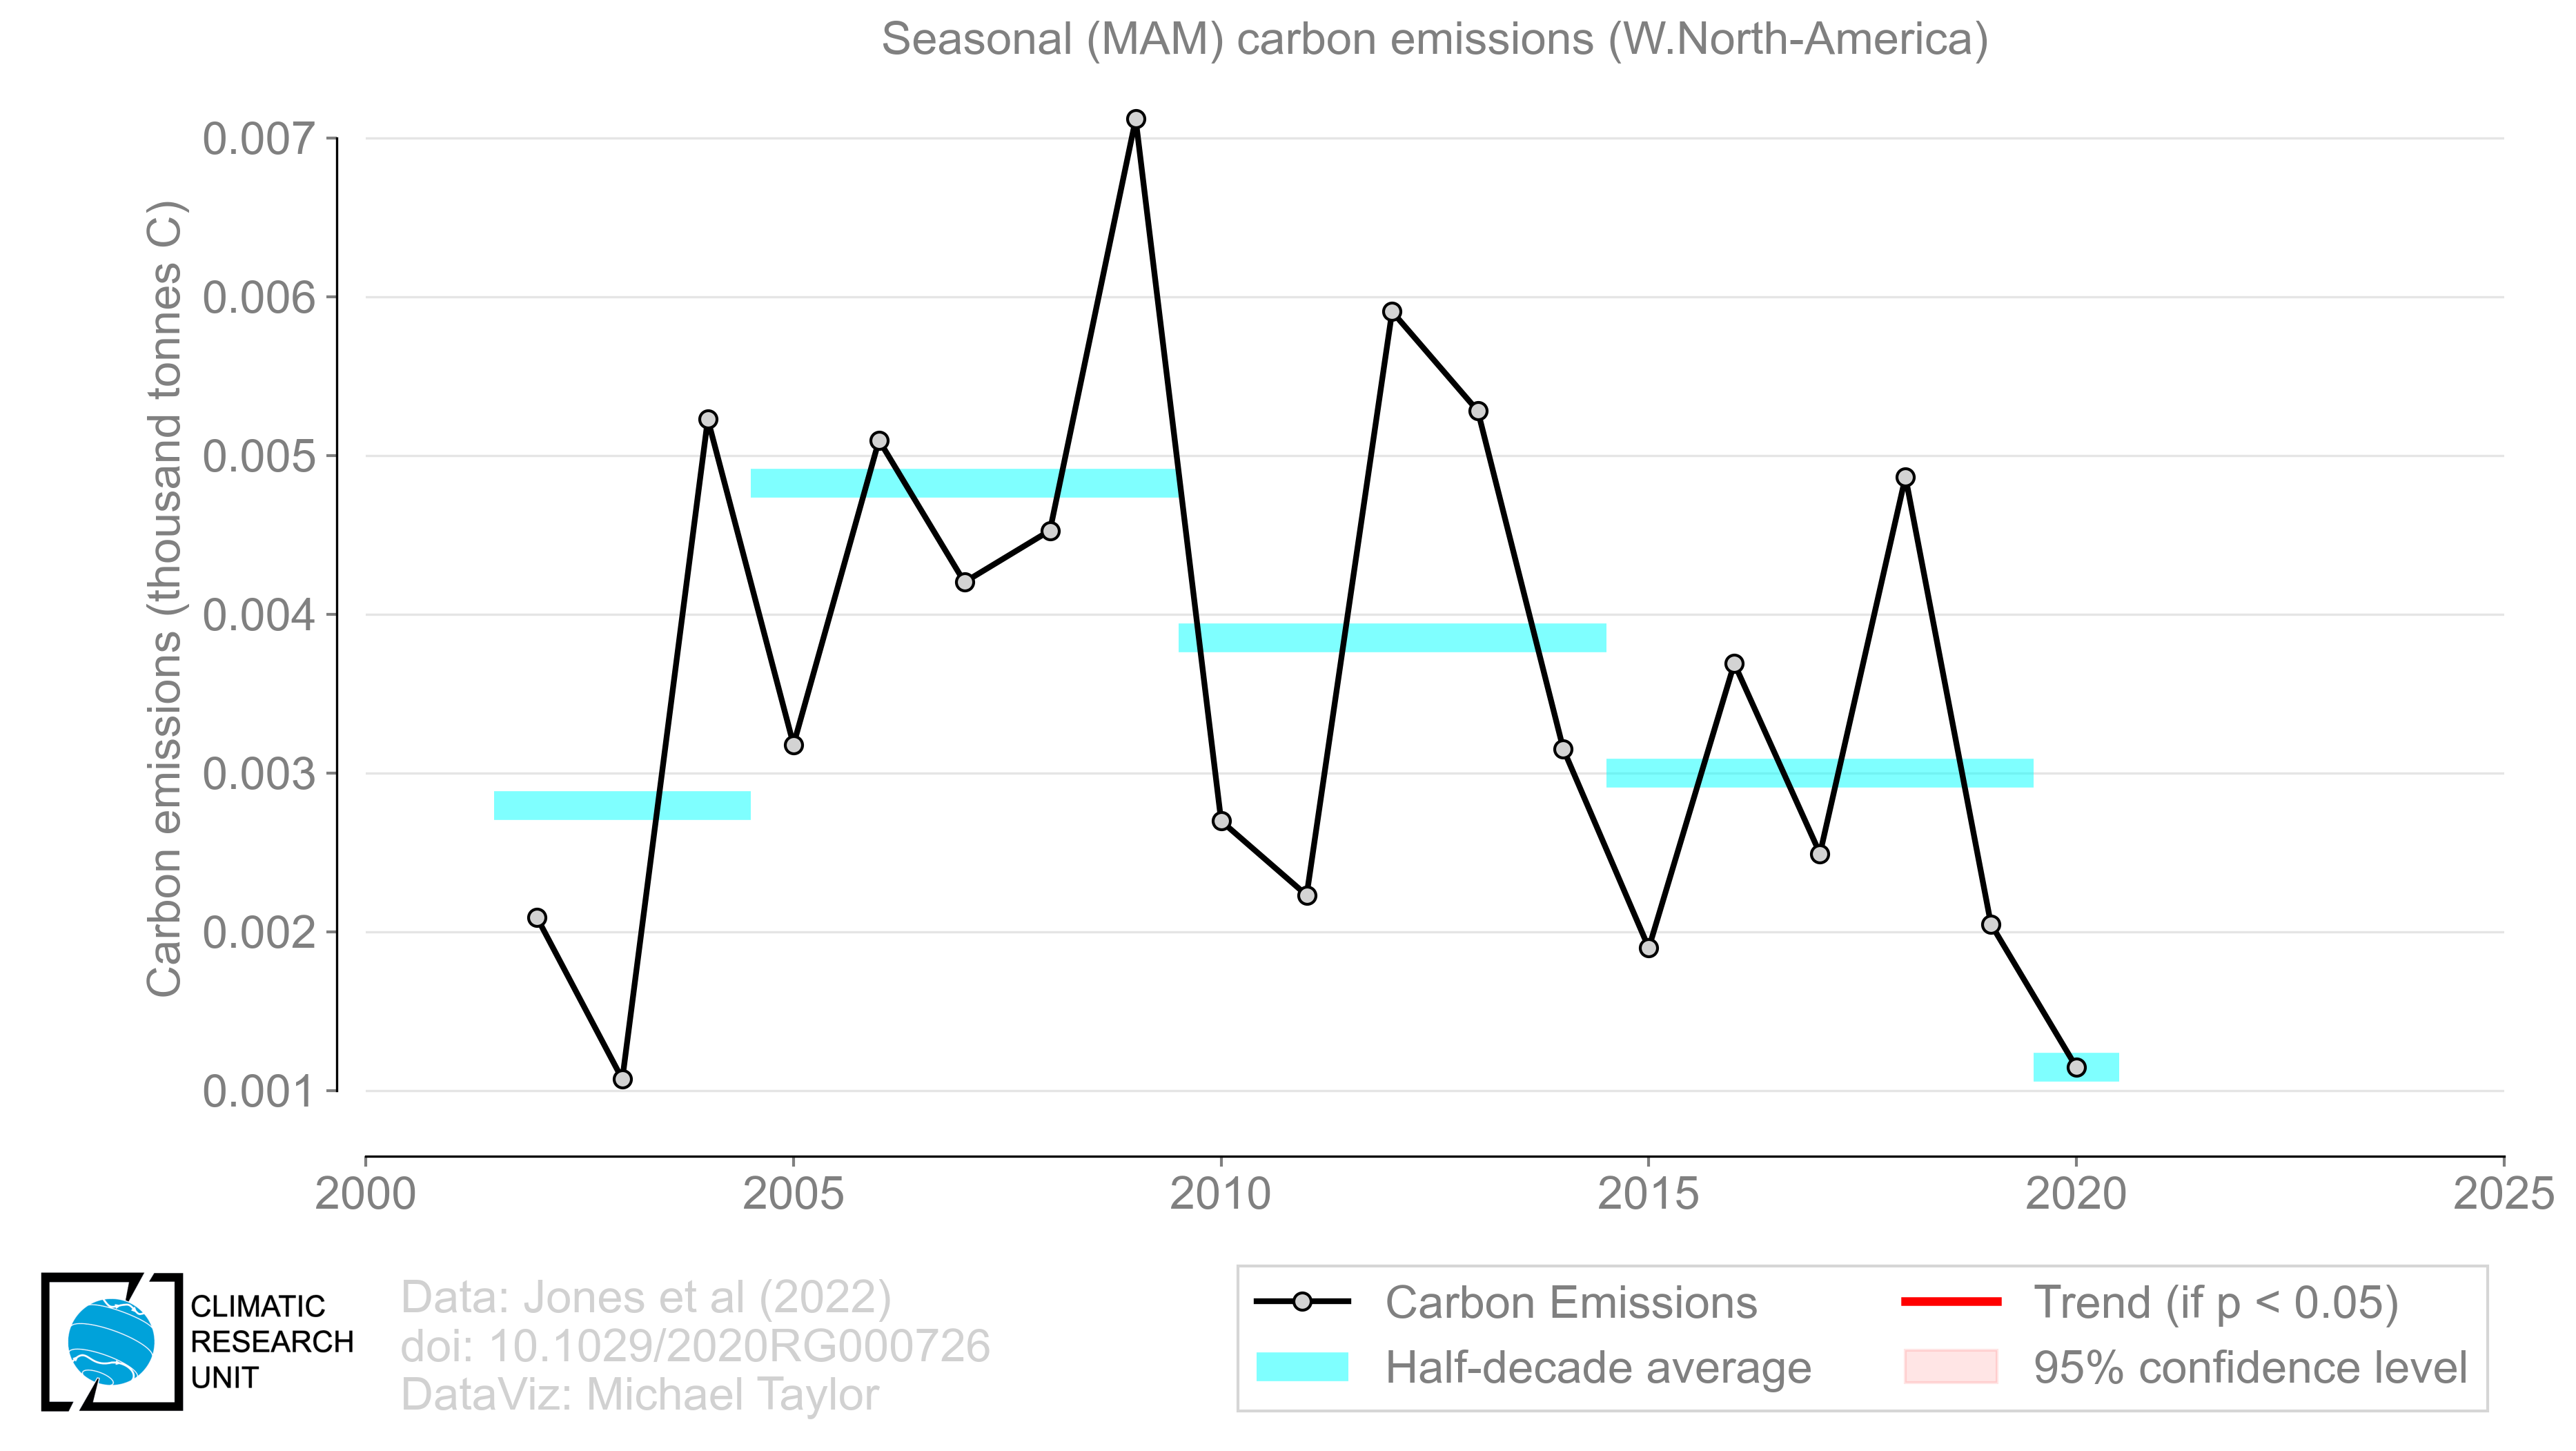 Seasonal (MAM) carbon emissions (W.North-America)
Carbon emissions (thousand tonnes C)
0.007
0.006
0.005
0.004
0.003
0.002
0.001
2000 2005 2010 2015 2020 2025
CLIMATIC
RESEARCH
UNIT
Data: Jones et al (2022)
doi: 10.1029/2020RG000726
DataViz: Michael Taylor
Carbon Emissions
Half-decade average
Trend (if p < 0.05)
95% confidence level